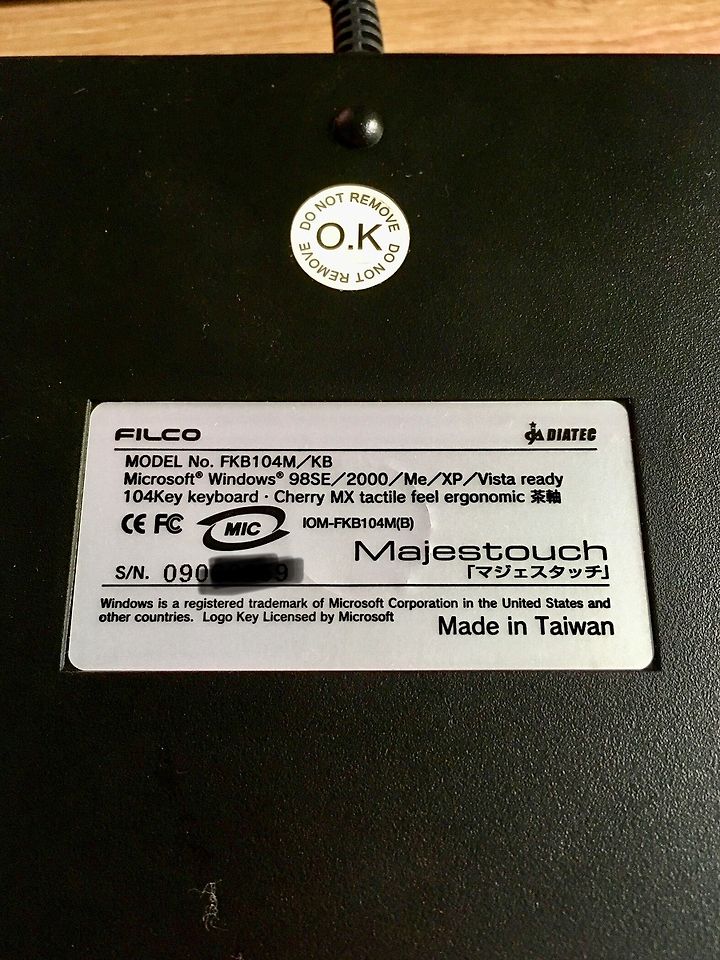 DO NOT REMOVE
O.K
DO NOT REMOVE
FILCO
DIATEC
MODEL No. FKB104M/KB
Microsoft® Windows® 98SE/2000/Me/XP/Vista ready
104Key keyboard・Cherry MX tactile feel ergonomic 茶軸
CE FC MIC IOM-FKB104M(B)
Majestouch
「マジェスタッチ」
S/N. 090 9
Windows is a registered trademark of Microsoft Corporation in the United States and
other countries. Logo Key Licensed by Microsoft
Made in Taiwan